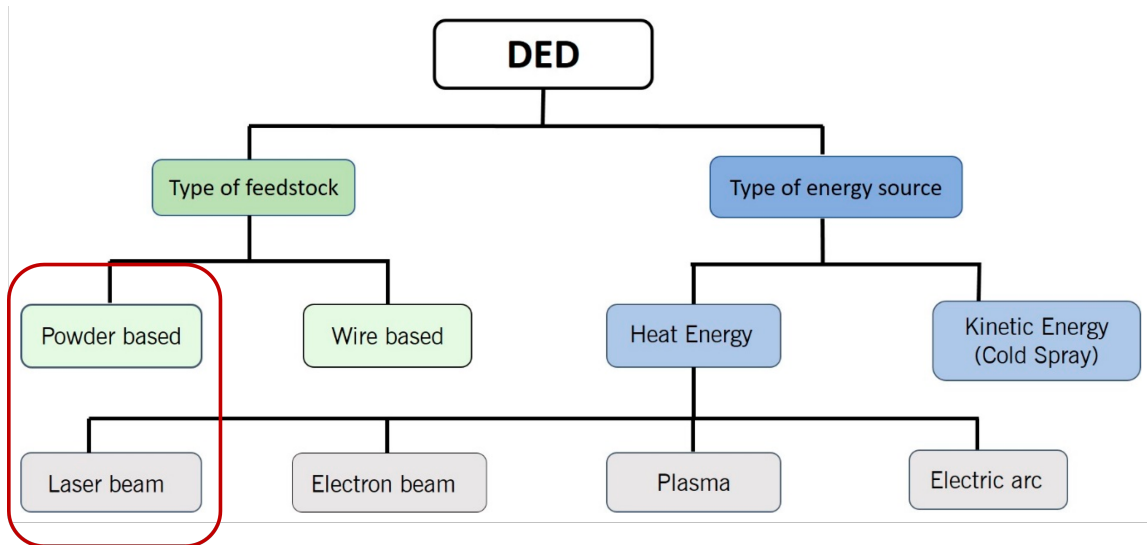 DED
Type of feedstock
Type of energy source
Powder based
Wire based
Heat Energy
Kinetic Energy
(Cold Spray)
Laser beam
Electron beam
Plasma
Electric arc